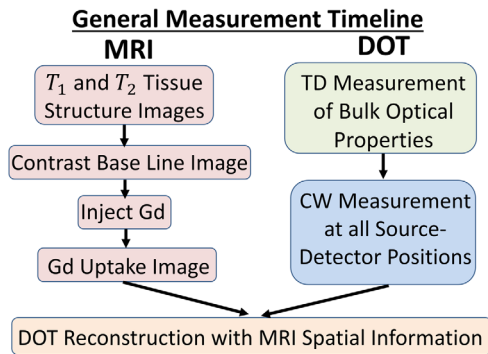 General Measurement Timeline
MRI
T₁ and T₂ Tissue
Structure Images
Contrast Base Line Image
Inject Gd
Gd Uptake Image
DOT
TD Measurement
of Bulk Optical
Properties
CW Measurement
at all Source-
Detector Positions
DOT Reconstruction with MRI Spatial Information